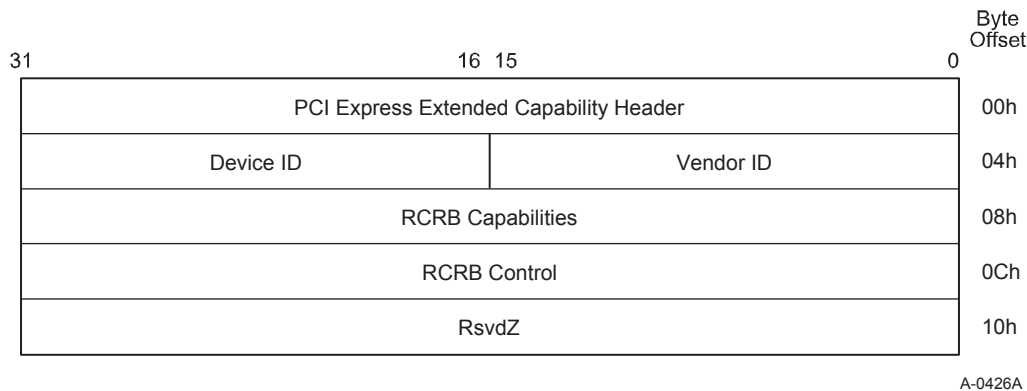 Byte
Offset
31 16 15 0
PCI Express Extended Capability Header 00h
Device ID Vendor ID 04h
RCRB Capabilities 08h
RCRB Control 0Ch
RsvdZ 10h
A-0426A